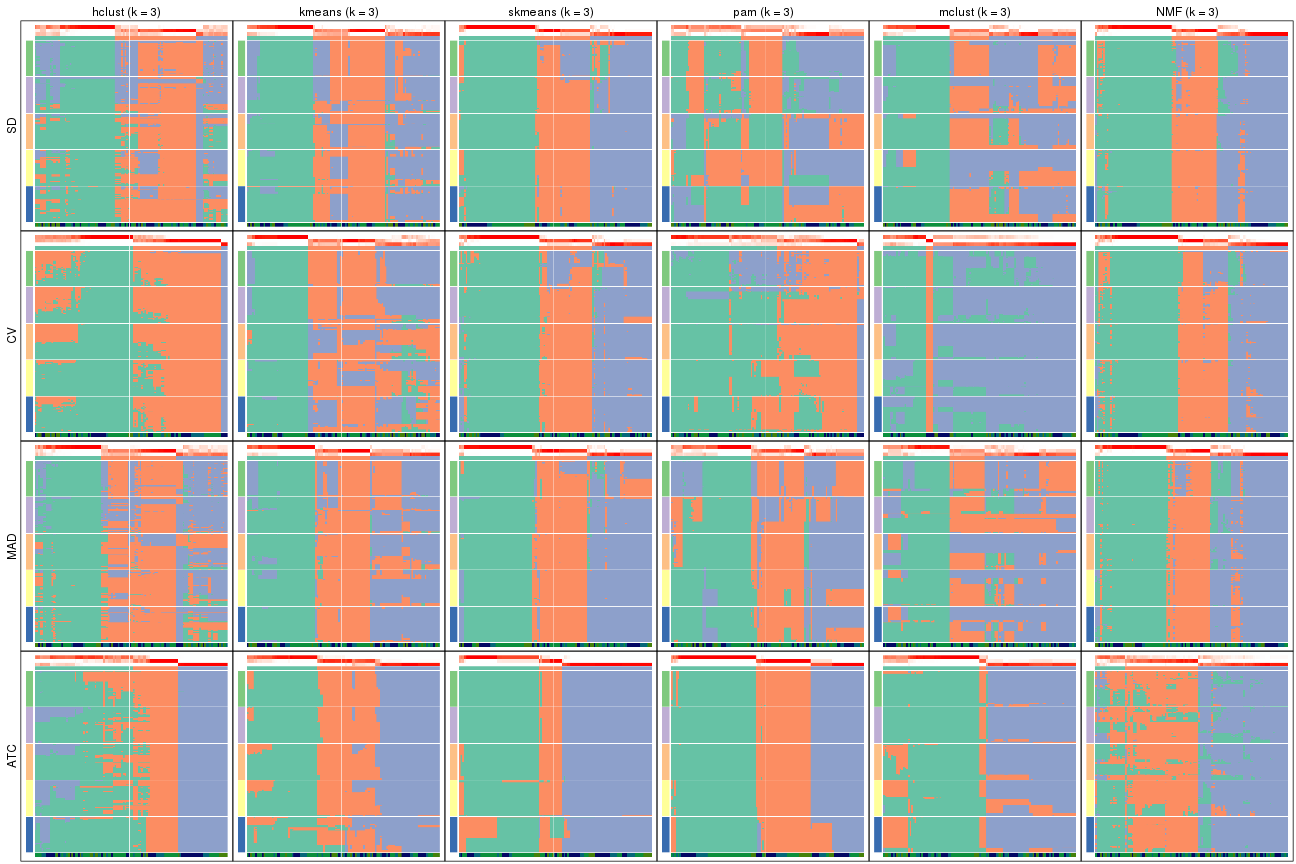 hclust (k = 3)
kmeans (k = 3)
skmeans (k = 3)
pam (k = 3)
mclust (k = 3)
NMF (k = 3)
SD
CV
MAD
ATC